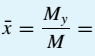 x̄ = M_y / M =